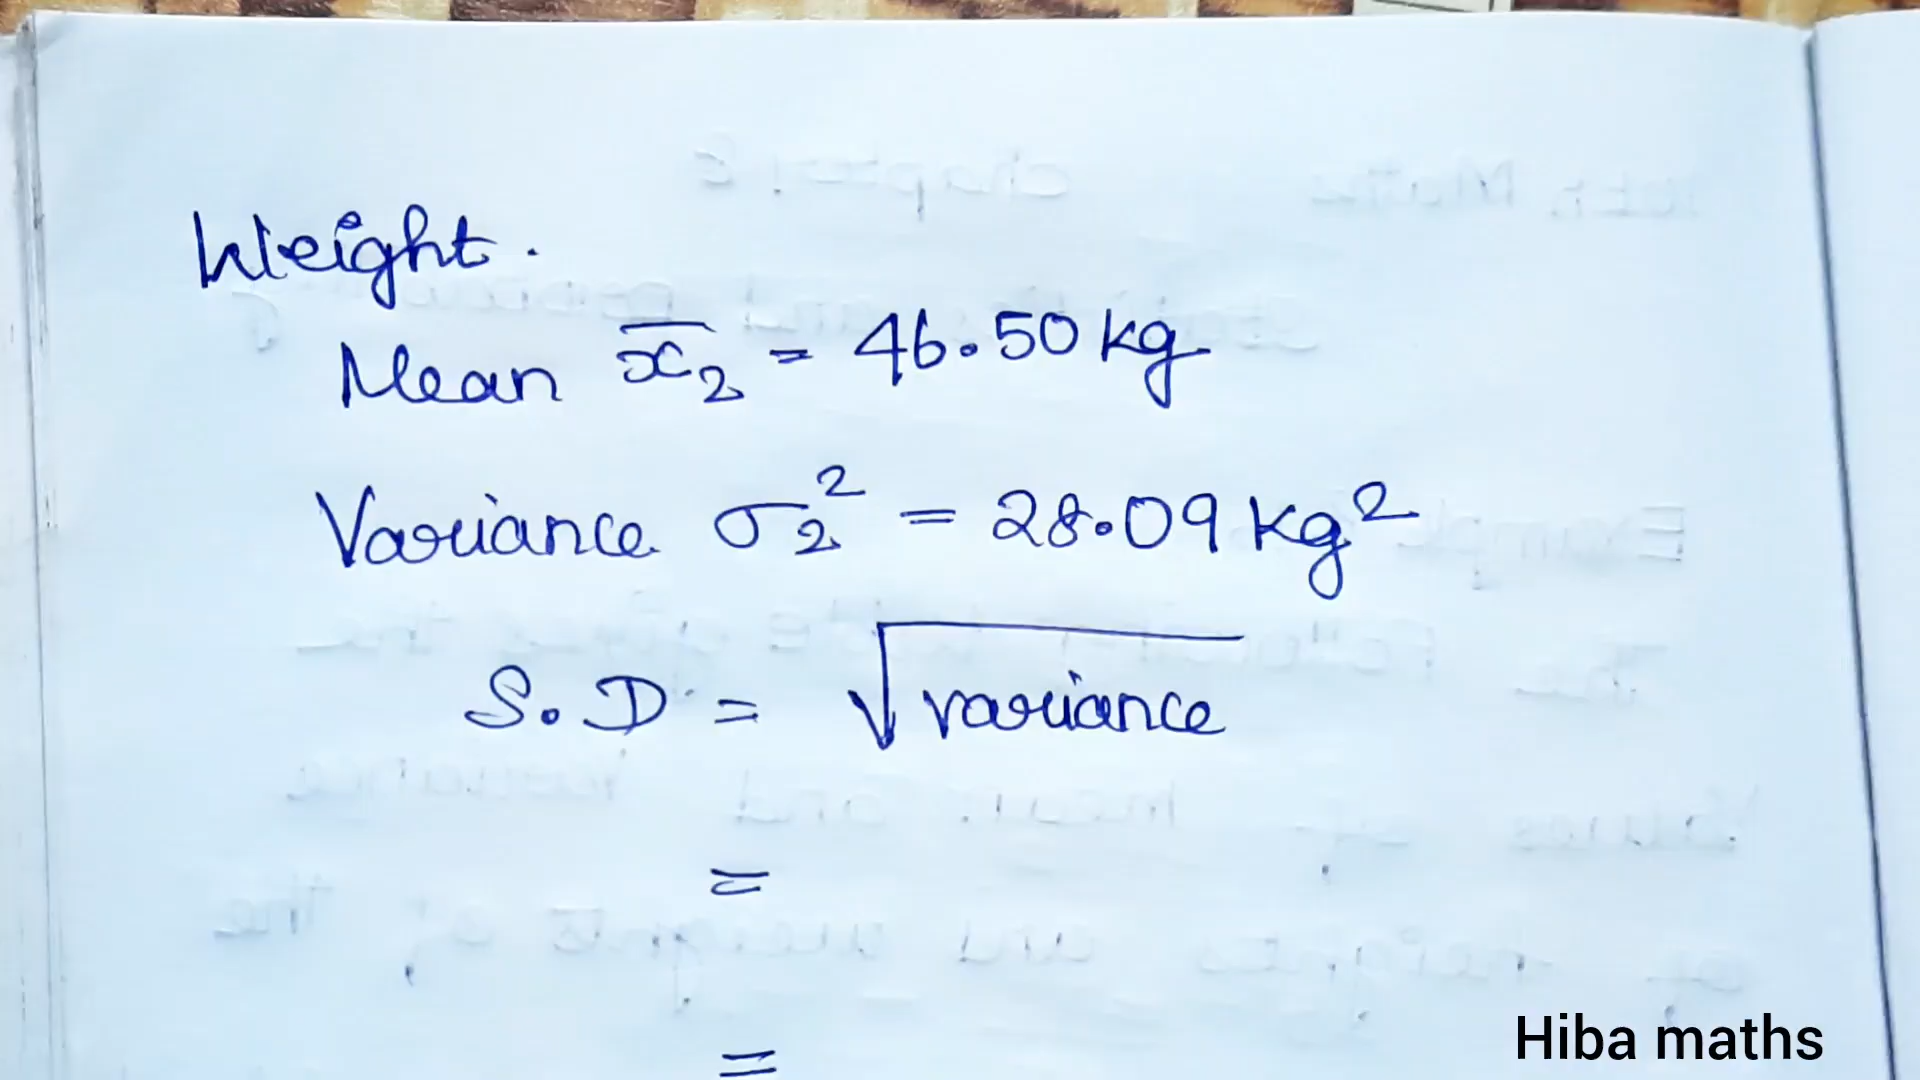 Weight.
Mean x̄₂ = 46.50 kg
Variance σ₂² = 28.09 kg²
S.D = √variance
=
=
Hiba maths